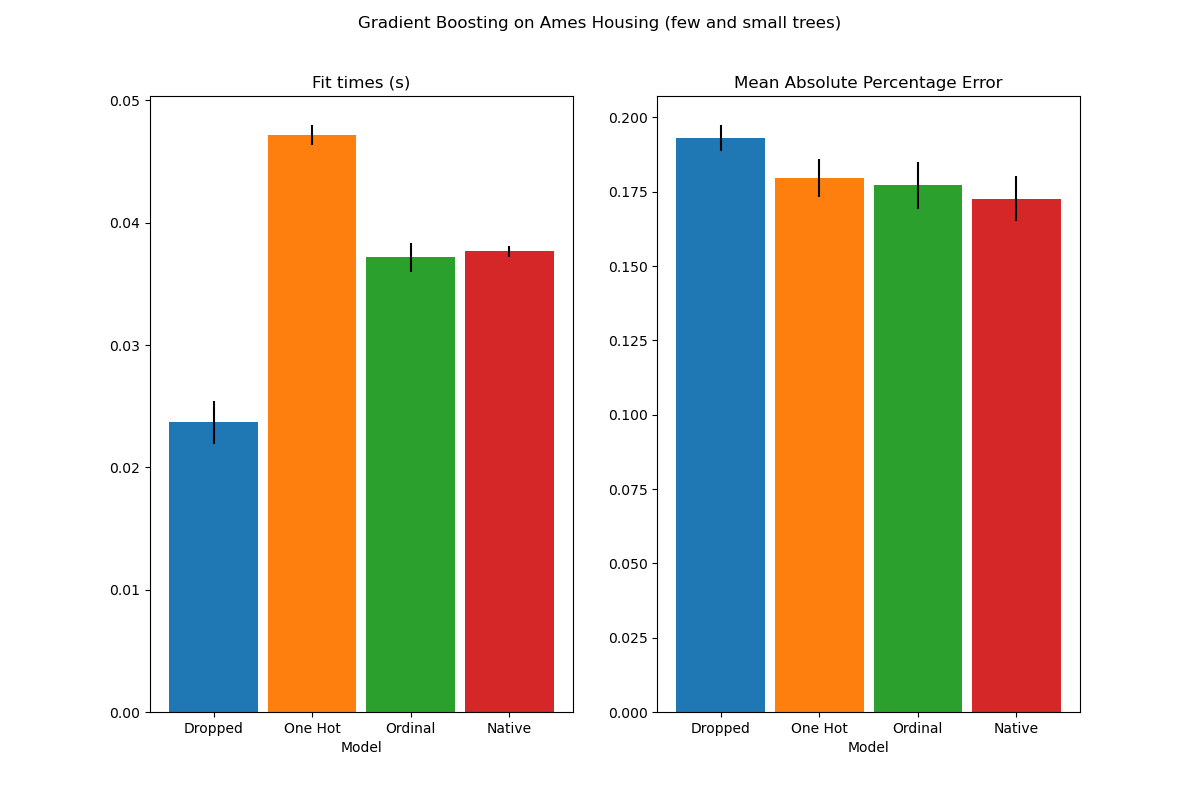 Gradient Boosting on Ames Housing (few and small trees)
Fit times (s)
0.05
0.04
0.03
0.02
0.01
0.00
Dropped
One Hot
Ordinal
Native
Model
Mean Absolute Percentage Error
0.200
0.175
0.150
0.125
0.100
0.075
0.050
0.025
0.000
Dropped
One Hot
Ordinal
Native
Model